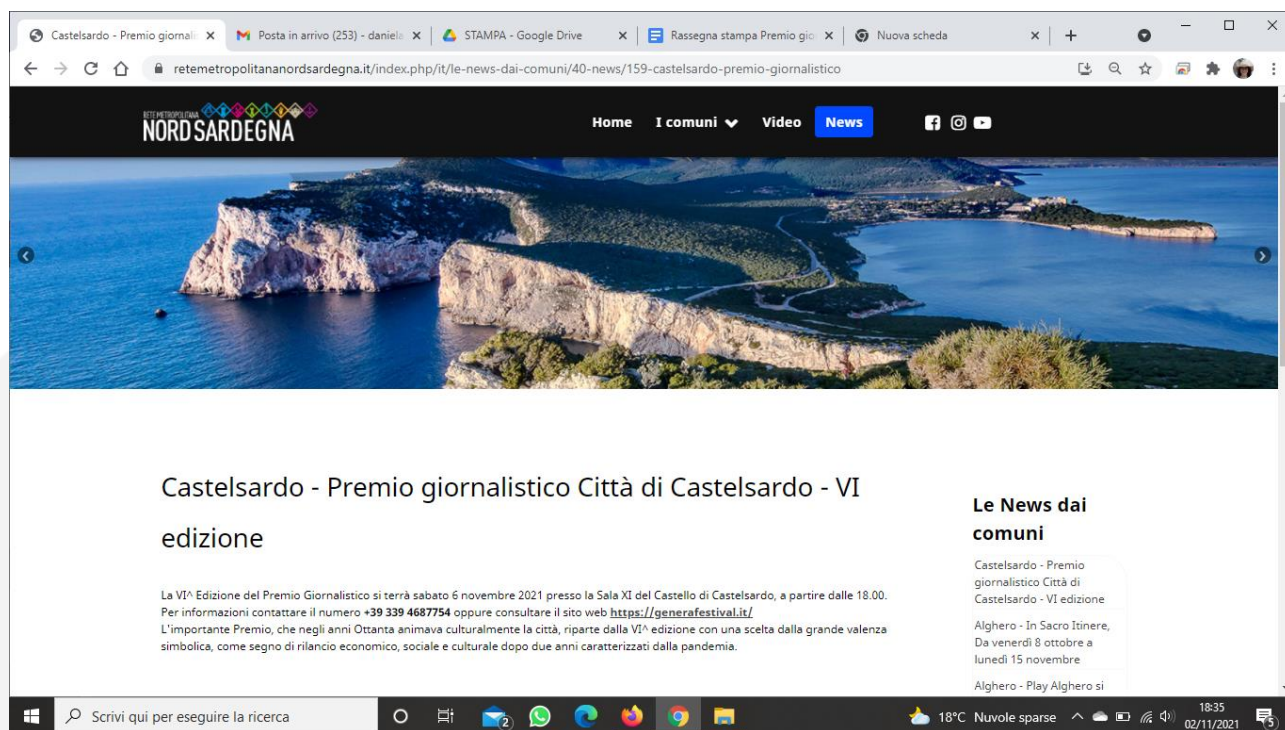 Castelsardo - Premio giornali
Posta in arrivo (253) - daniela
STAMPA - Google Drive
Rassegna stampa Premio gio
Nuova scheda
retemetropolitananordsardegna.it/index.php/it/le-news-dai-comuni/40-news/159-castelsardo-premio-giornalistico
RETE METROPOLITANA
NORD SARDEGNA
Home I comuni Video News
Castelsardo - Premio giornalistico Città di Castelsardo - VI
edizione
La VI^ Edizione del Premio Giornalistico si terrà sabato 6 novembre 2021 presso la Sala XI del Castello di Castelsardo, a partire dalle 18.00.
Per informazioni contattare il numero +39 339 4687754 oppure consultare il sito web https://generafestival.it/
L'importante Premio, che negli anni Ottanta animava culturalmente la città, riparte dalla VI^ edizione con una scelta dalla grande valenza
simbolica, come segno di rilancio economico, sociale e culturale dopo due anni caratterizzati dalla pandemia.
Le News dai
comuni
Castelsardo - Premio
giornalistico Città di
Castelsardo - VI edizione
Alghero - In Sacro Itinere,
Da venerdì 8 ottobre a
lunedì 15 novembre
Alghero - Play Alghero si
Scrivi qui per eseguire la ricerca
2
18°C Nuvole sparse
18:35
02/11/2021
5